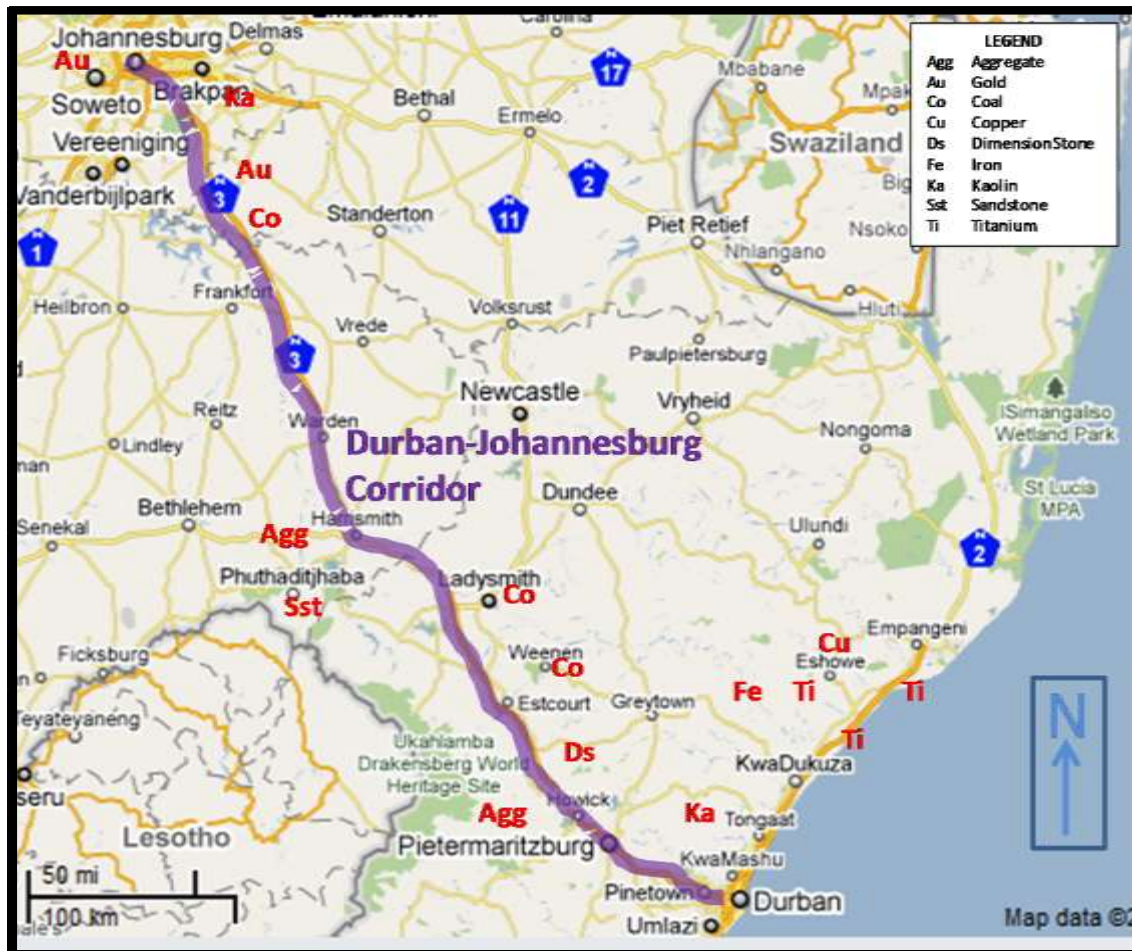 Johannesburg
Delmas
Carolina
Au
Soweto
Brakpan
Ka
Bethal
N
17
Mbabane
Ermelo
Swaziland
Vereeniging
Vanderbijlpark
Au
N
3
Co
Standerton
N
11
N
2
Piet Retief
Nhlangano
Nsoko
N
1
Heilbron
Frankfort
Vrede
Volksrust
Hluti
Paulpietersburg
N
3
Reitz
Warden
Newcastle
Vryheid
Lindley
Nongoma
iSimangaliso
Wetland Park
Durban-Johannesburg
Corridor
Dundee
St Lucia
MPA
Senekal
Bethlehem
Agg
Harrismith
Ulundi
N
2
Phuthaditjhaba
Sst
Ladysmith
Co
Ficksburg
Weenen
Co
Cu
Empangeni
Eshowe
Fe
Ti
Ti
Teyateyaneng
Estcourt
Greytown
Ukahlamba
Drakensberg World
Heritage Site
Ds
Ti
KwaDukuza
Agg
Howick
Ka
Tongaat
Lesotho
Pietermaritzburg
KwaMashu
Pinetown
Durban
Umlazi
50 mi
100 km
N
Map data ©2
LEGEND
Agg Aggregate
Au Gold
Co Coal
Cu Copper
Ds DimensionStone
Fe Iron
Ka Kaolin
Sst Sandstone
Ti Titanium